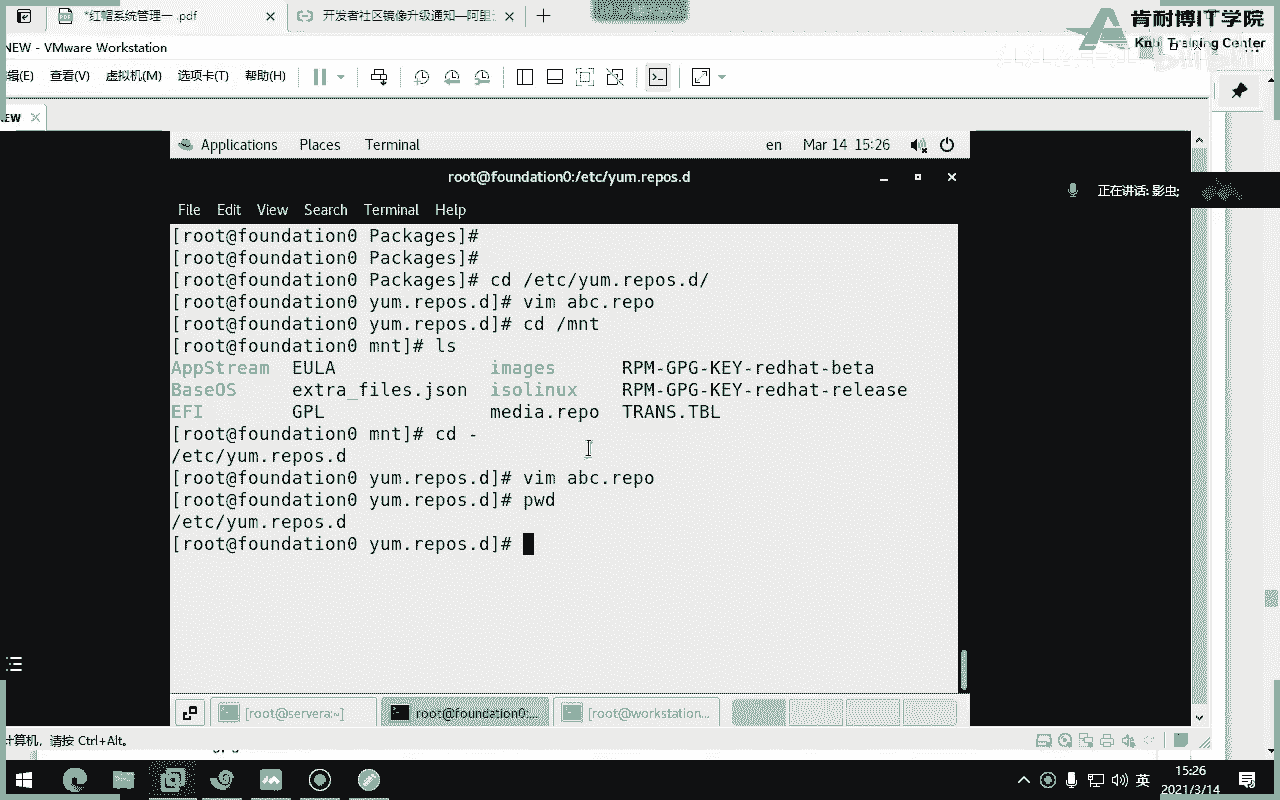 *红帽系统管理一 .pdf
开发者社区镜像升级通知—阿里
肯耐博IT学院
Knb Training Center
NEW - VMware Workstation
编(E) 查看(V) 虚拟机(M) 选项卡(T) 帮助(H)
EW
Applications Places Terminal en Mar 14 15:26
root@foundation0:/etc/yum.repos.d
正在讲话: 影虫;
File Edit View Search Terminal Help
[root@foundation0 Packages]#
[root@foundation0 Packages]#
[root@foundation0 Packages]# cd /etc/yum.repos.d/
[root@foundation0 yum.repos.d]# vim abc.repo
[root@foundation0 yum.repos.d]# cd /mnt
[root@foundation0 mnt]# ls
AppStream EULA images RPM-GPG-KEY-redhat-beta
BaseOS extra_files.json isolinux RPM-GPG-KEY-redhat-release
EFI GPL media.repo TRANS.TBL
[root@foundation0 mnt]# cd -
/etc/yum.repos.d
[root@foundation0 yum.repos.d]# vim abc.repo
[root@foundation0 yum.repos.d]# pwd
/etc/yum.repos.d
[root@foundation0 yum.repos.d]#
[root@servera:~] root@foundation0:... [root@workstation...
计算机，请按 Ctrl+Alt。
英
15:26
2021/3/14